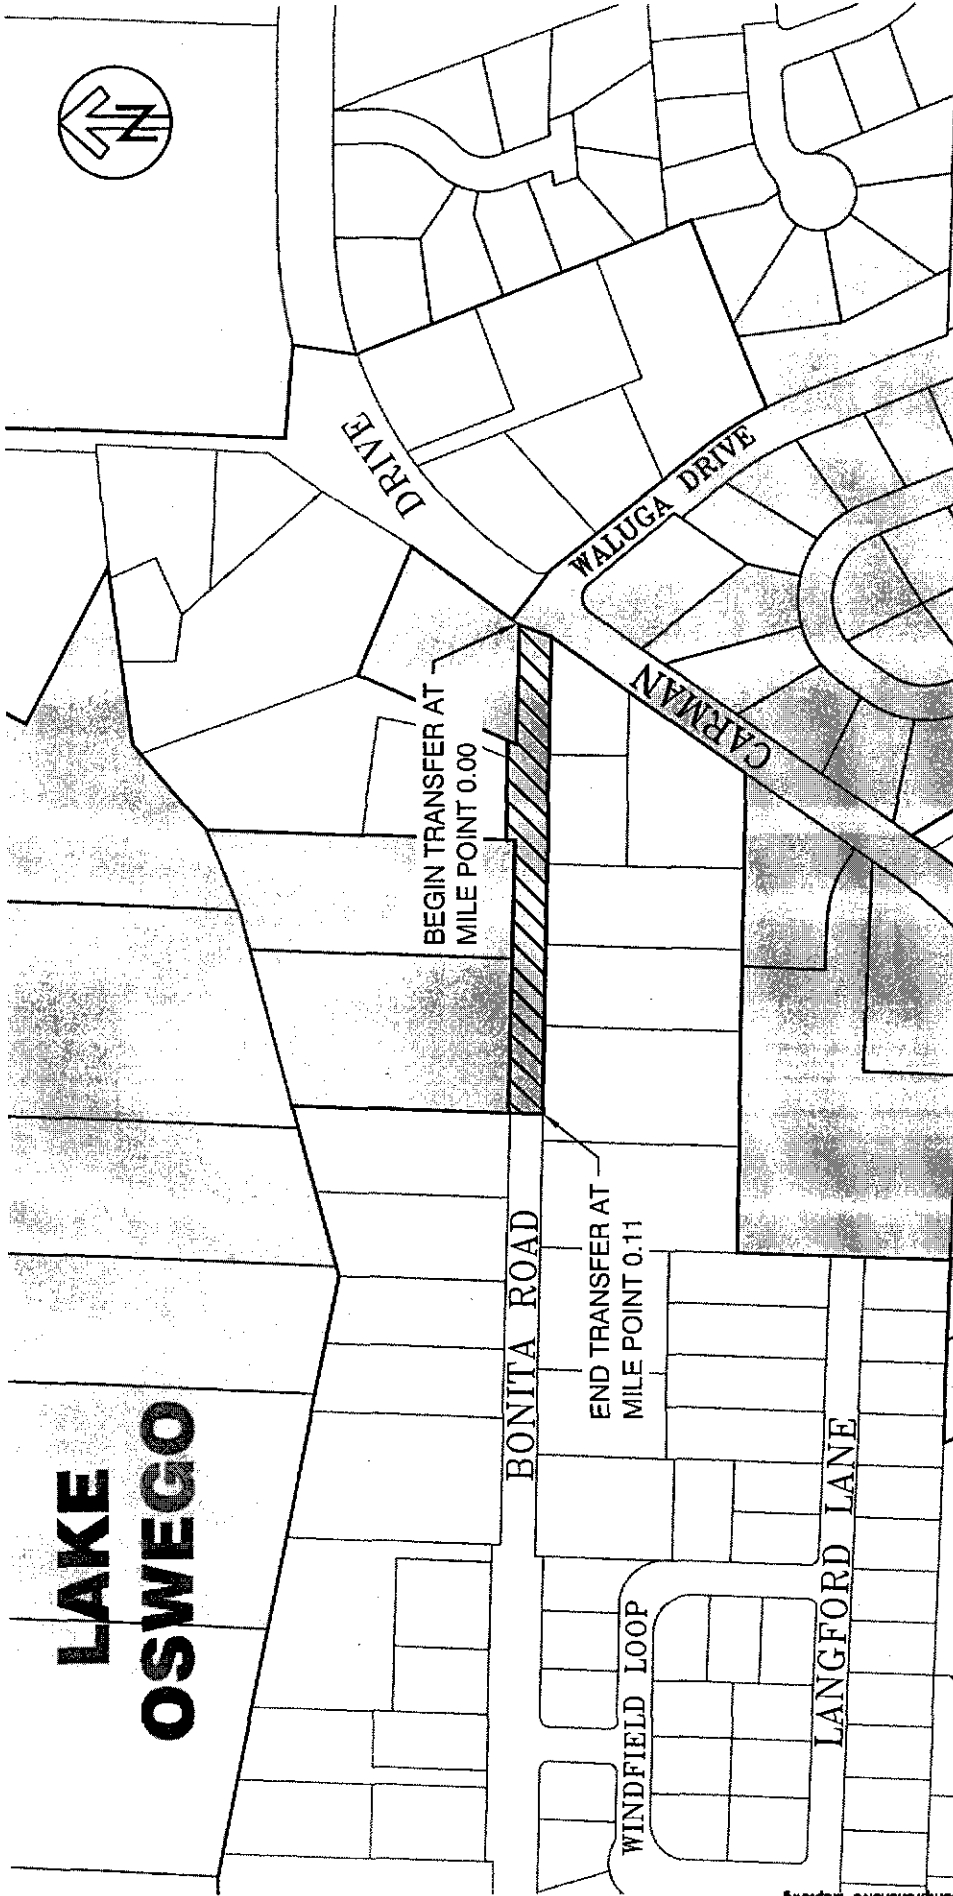 LAKE
OSWEGO
N
DRIVE
WALUGA DRIVE
CARMAN
BEGIN TRANSFER AT
MILE POINT 0.00
END TRANSFER AT
MILE POINT 0.11
BONITA ROAD
WINDFIELD LOOP
LANGFORD LANE